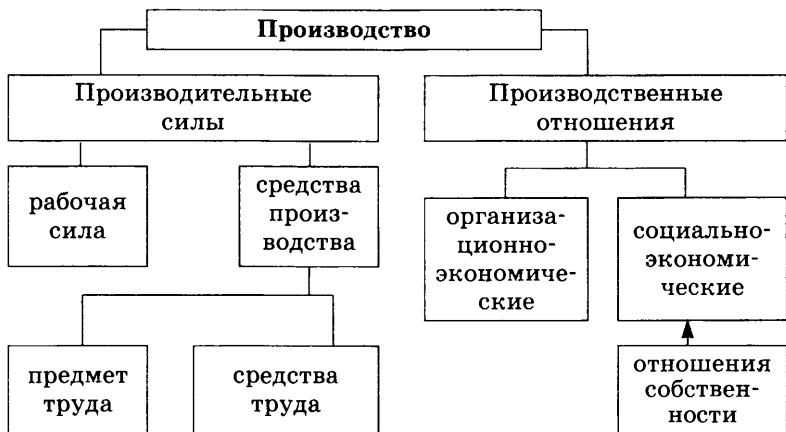 Производство
Производительные
силы
Производственные
отношения
рабочая
сила
средства
произ-
водства
организа-
ционно-
экономиче-
ские
социально-
экономи-
ческие
предмет
труда
средства
труда
отношения
собствен-
ности